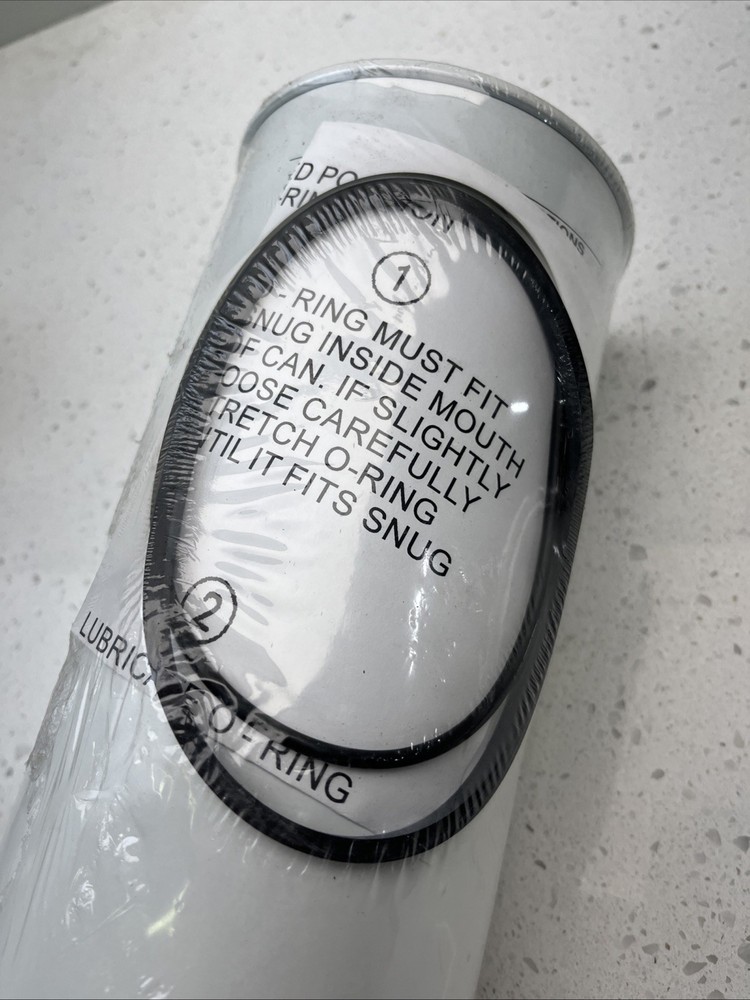 ①
- RING MUST FIT
SNUG INSIDE MOUTH
OF CAN. IF SLIGHTLY
OOSE CAREFULLY
TRETCH O-RING
TIL IT FITS SNUG
②
O - RING